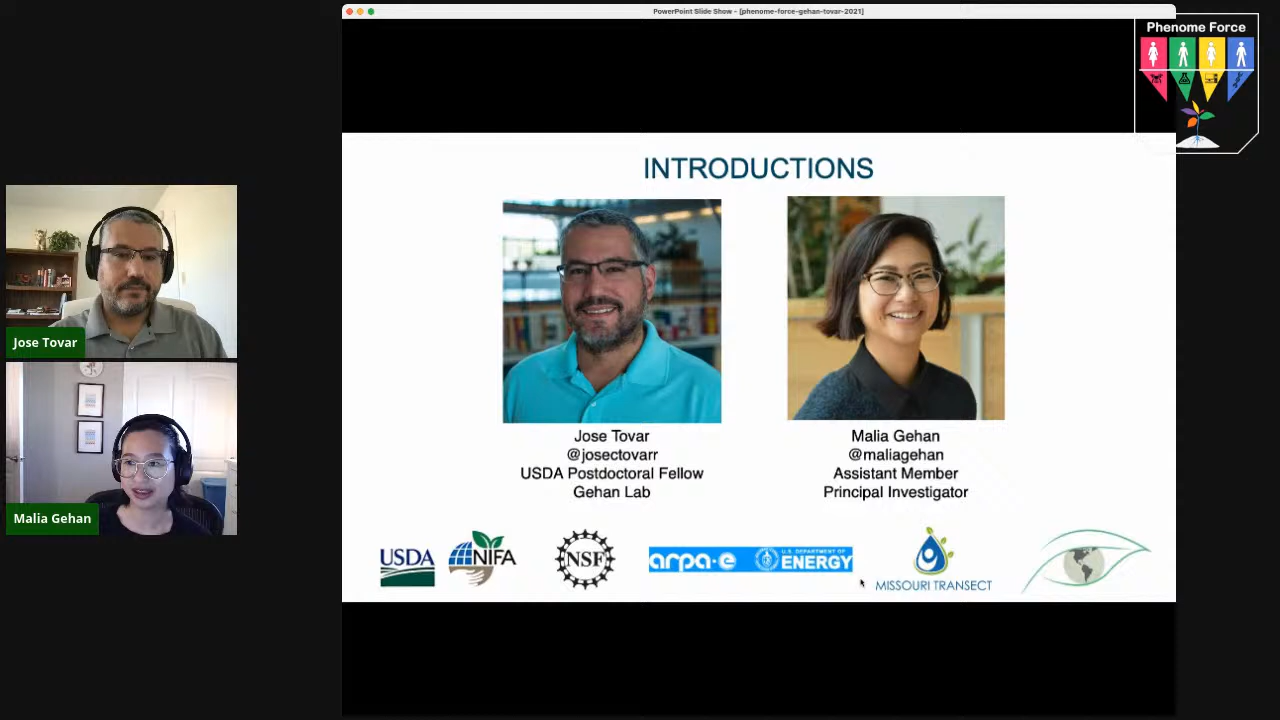 PowerPoint Slide Show - [phenome-force-gehan-tovar-2021]
Phenome Force
INTRODUCTIONS
Jose Tovar
@josectovarr
USDA Postdoctoral Fellow
Gehan Lab
Malia Gehan
@maliagehan
Assistant Member
Principal Investigator
USDA
NIFA
NSF
arpa-e
U.S. DEPARTMENT OF
ENERGY
MISSOURI TRANSECT
Jose Tovar
Malia Gehan